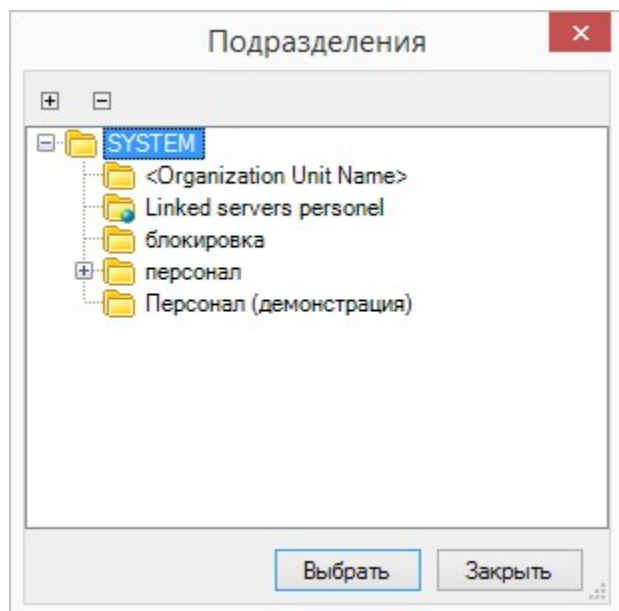 Подразделения
SYSTEM
<Organization Unit Name>
Linked servers personel
блокировка
персонал
Персонал (демонстрация)
Выбрать
Закрыть